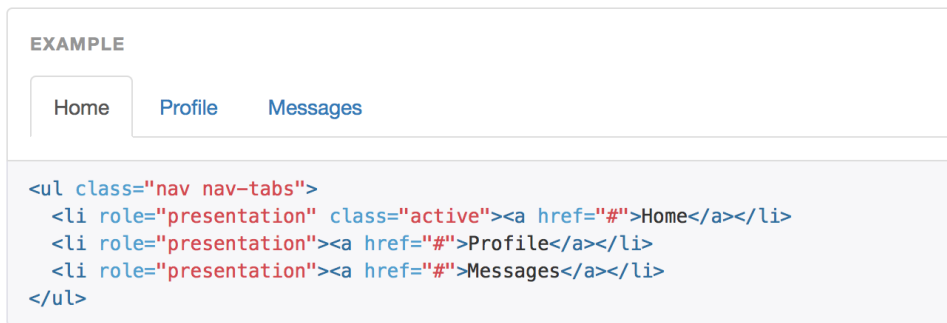 EXAMPLE
Home Profile Messages
<ul class="nav nav-tabs">
  <li role="presentation" class="active"><a href="#">Home</a></li>
  <li role="presentation"><a href="#">Profile</a></li>
  <li role="presentation"><a href="#">Messages</a></li>
</ul>